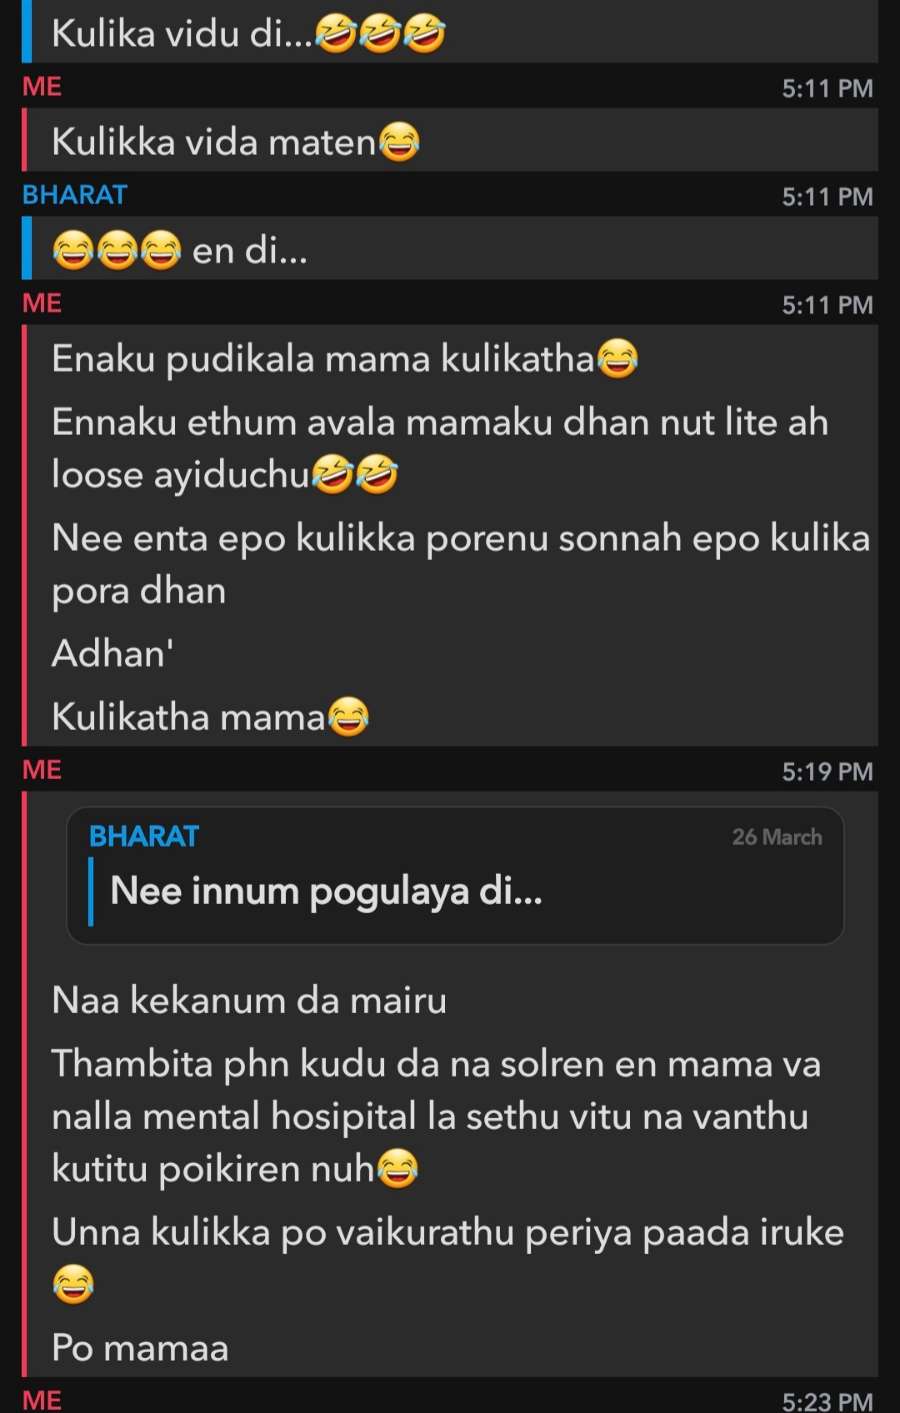 Kulika vidu di...🤣🤣🤣
ME 5:11 PM
Kulikka vida maten😂
BHARAT 5:11 PM
😂😂😂 en di...
ME 5:11 PM
Enaku pudikala mama kulikatha😂
Ennaku ethum avala mamaku dhan nut lite ah
loose ayiduchu🤣🤣
Nee enta epo kulikka porenu sonnah epo kulika
pora dhan
Adhan'
Kulikatha mama😂
ME 5:19 PM
BHARAT 26 March
Nee innum pogulaya di...
Naa kekanum da mairu
Thambita phn kudu da na solren en mama va
nalla mental hosipital la sethu vitu na vanthu
kutitu poikiren nuh😂
Unna kulikka po vaikurathu periya paada iruke
😂
Po mamaa
ME 5:23 PM